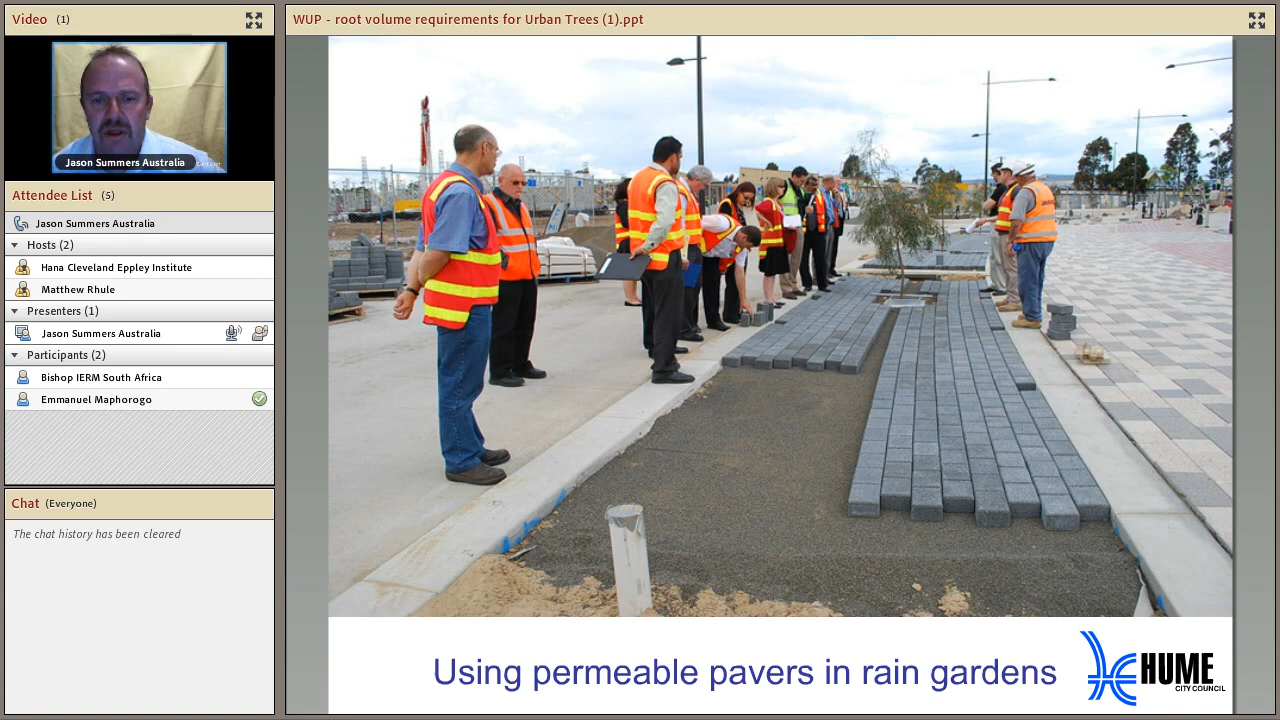 Video (1)
Jason Summers Australia
Attendee List (5)
Jason Summers Australia
Hosts (2)
Hana Cleveland Eppley Institute
Matthew Rhule
Presenters (1)
Jason Summers Australia
Participants (2)
Bishop IERM South Africa
Emmanuel Maphorogo
Chat (Everyone)
The chat history has been cleared
WUP - root volume requirements for Urban Trees (1).ppt
Using permeable pavers in rain gardens
HUME
CITY COUNCIL